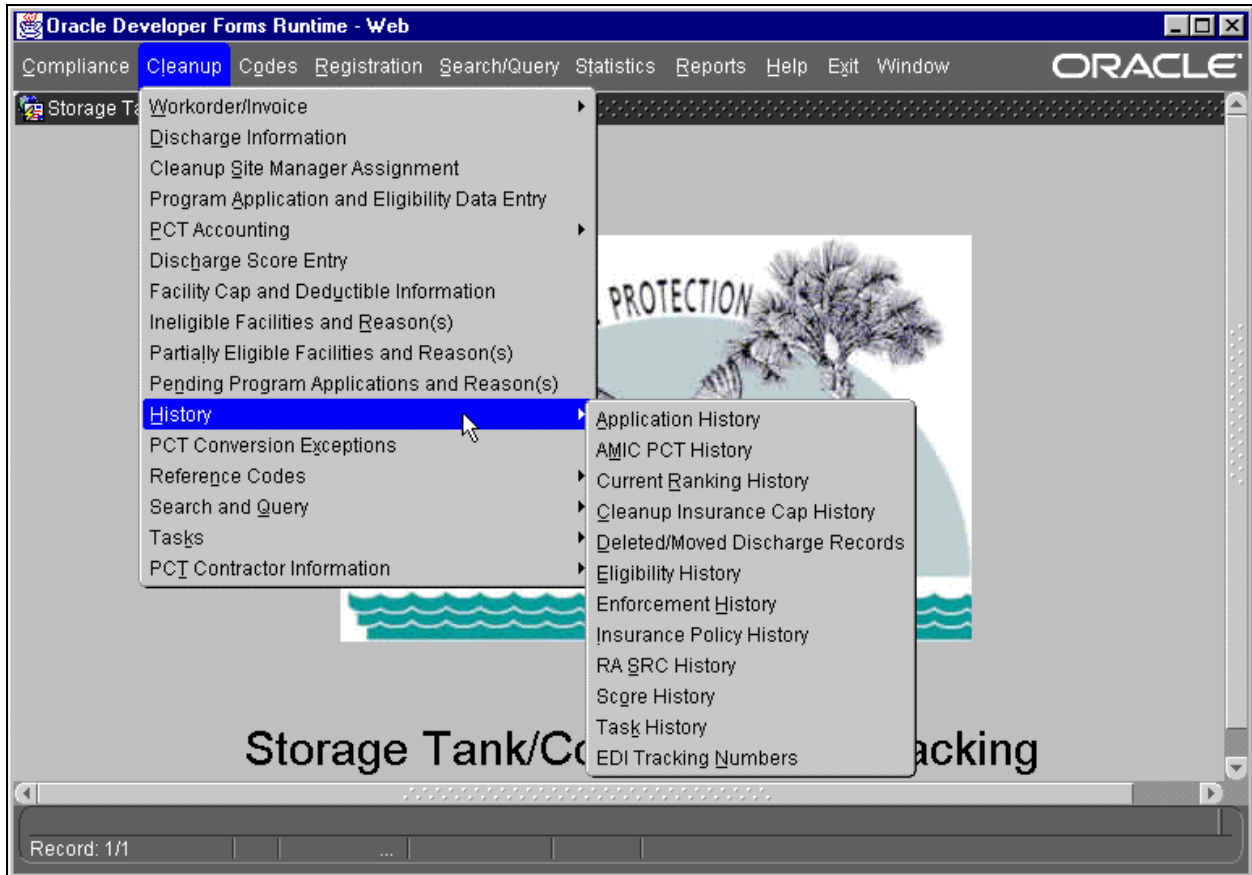 Oracle Developer Forms Runtime - Web
Compliance Cleanup Codes Registration Search/Query Statistics Reports Help Exit Window ORACLE
Storage Ta
Workorder/Invoice
Discharge Information
Cleanup Site Manager Assignment
Program Application and Eligibility Data Entry
PCT Accounting
Discharge Score Entry
Facility Cap and Deductible Information
Ineligible Facilities and Reason(s)
Partially Eligible Facilities and Reason(s)
Pending Program Applications and Reason(s)
History
PCT Conversion Exceptions
Reference Codes
Search and Query
Tasks
PCT Contractor Information
PROTECTION
Application History
AMIC PCT History
Current Ranking History
Cleanup Insurance Cap History
Deleted/Moved Discharge Records
Eligibility History
Enforcement History
Insurance Policy History
RA SRC History
Score History
Task History
EDI Tracking Numbers
Storage Tank/Co acking
Record: 1/1 ...